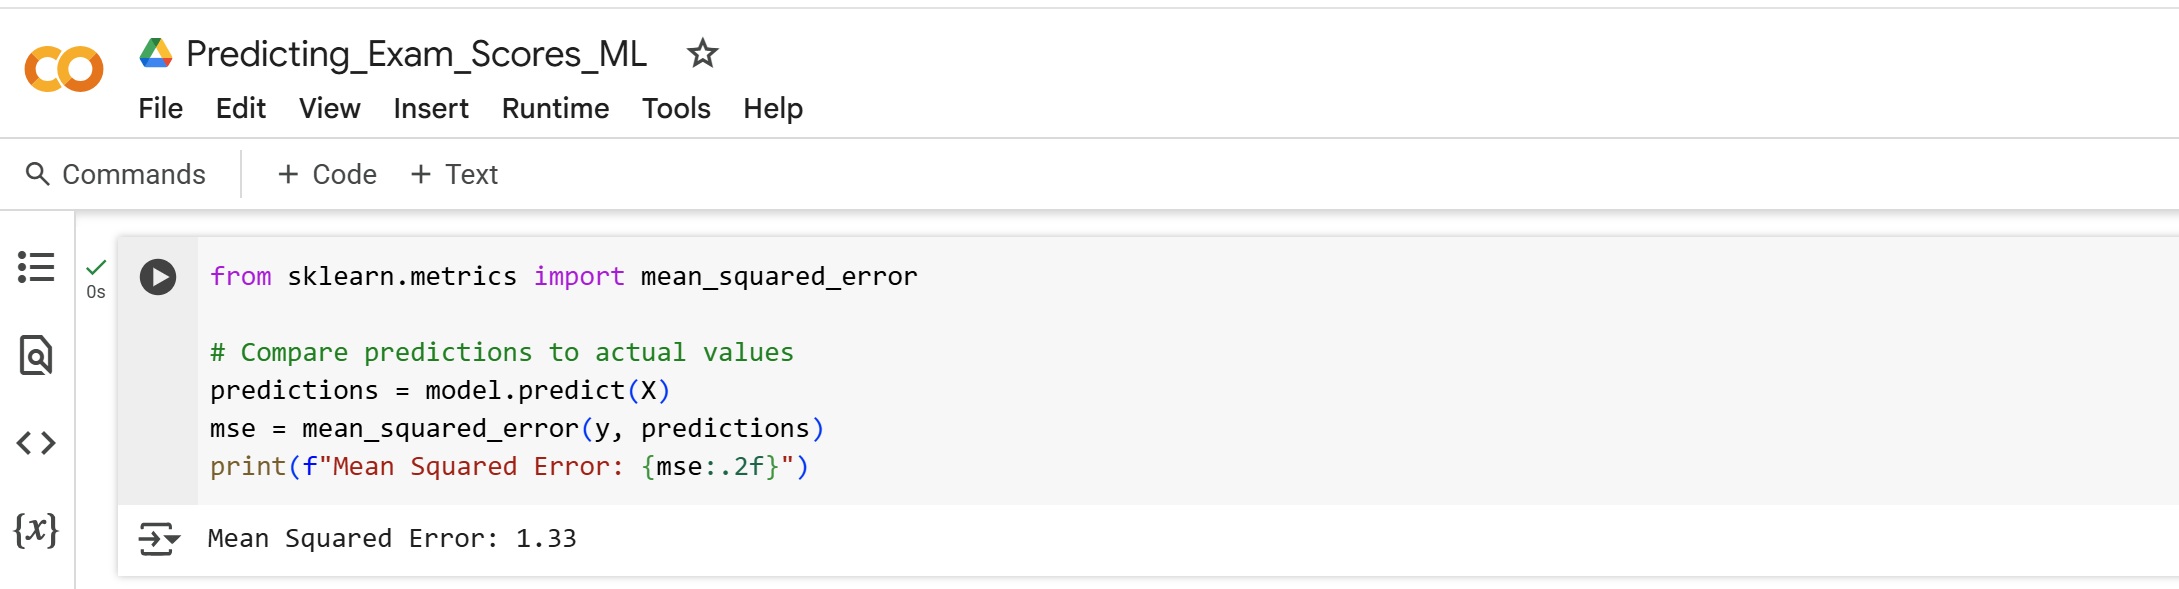 Predicting_Exam_Scores_ML
File Edit View Insert Runtime Tools Help
Commands + Code + Text
0s
from sklearn.metrics import mean_squared_error
# Compare predictions to actual values
predictions = model.predict(X)
mse = mean_squared_error(y, predictions)
print(f"Mean Squared Error: {mse:.2f}")
{x}
Mean Squared Error: 1.33